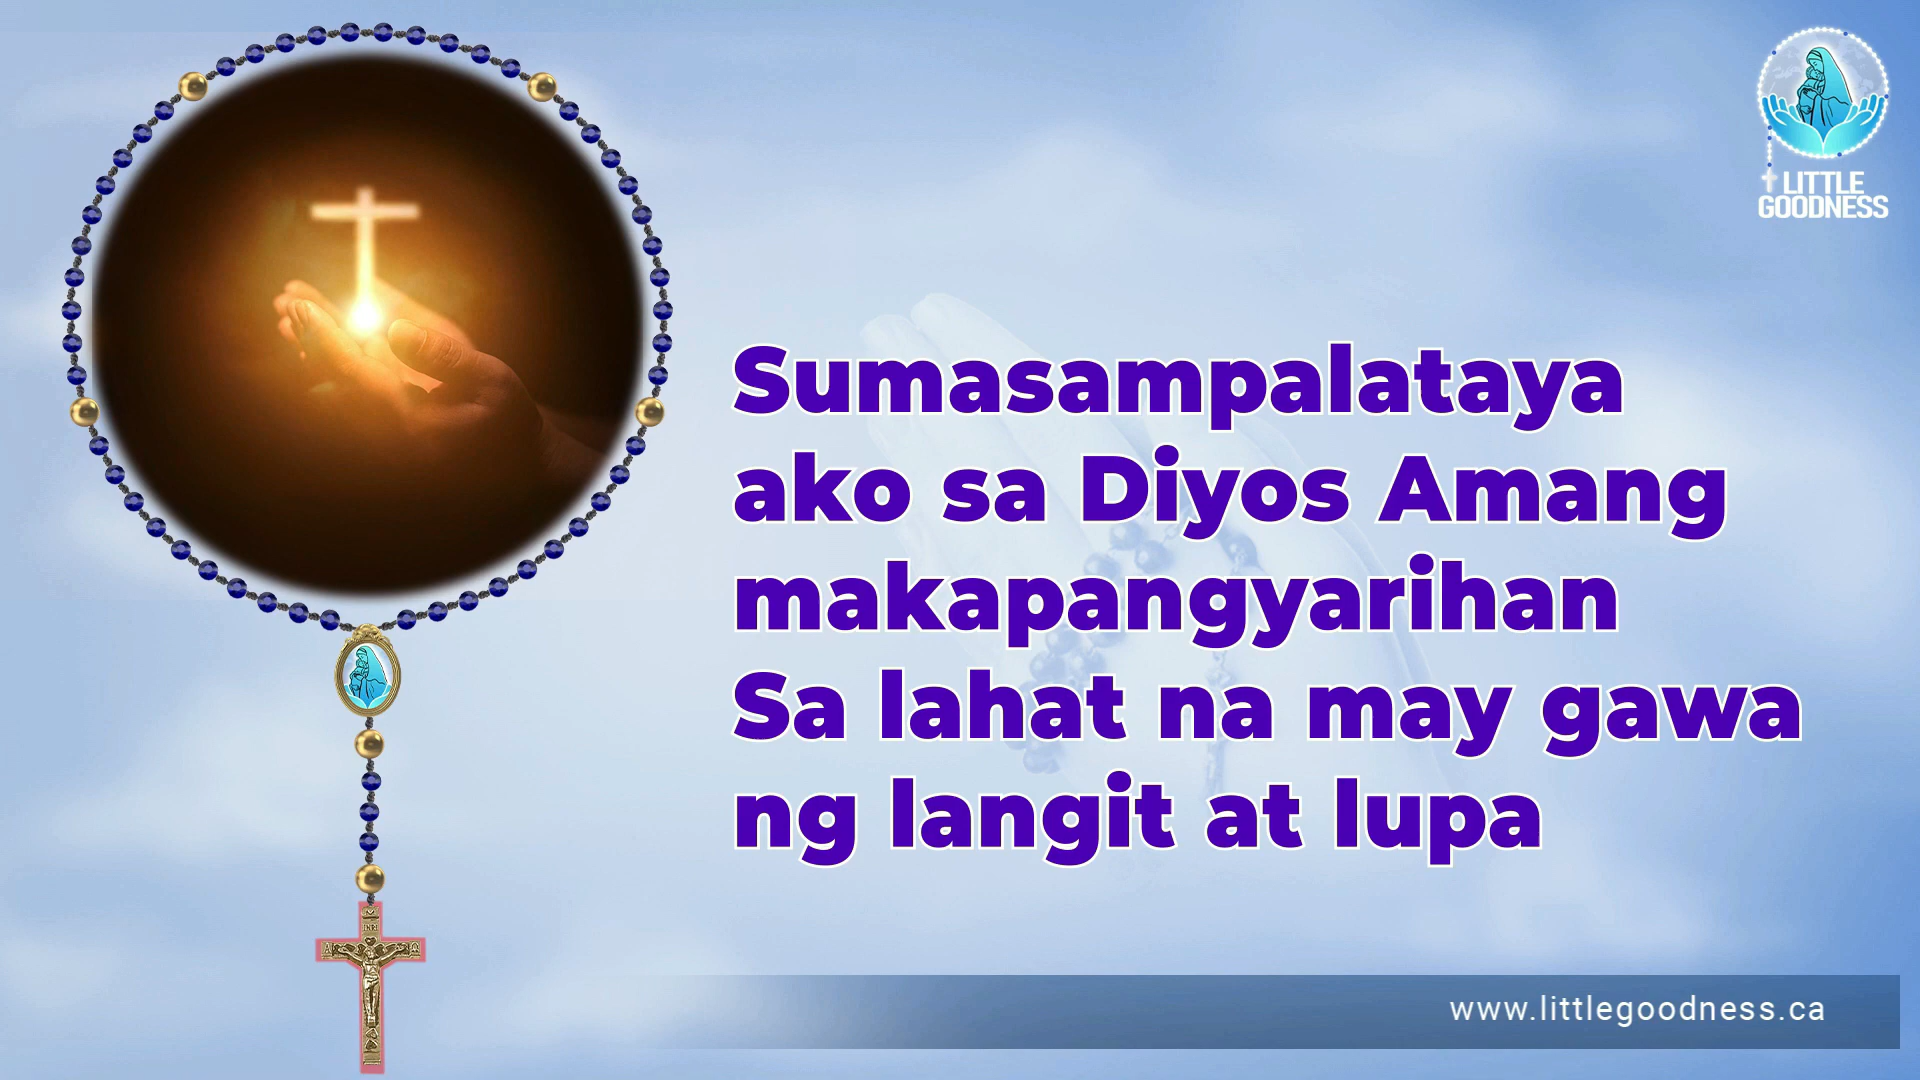 LITTLE
GOODNESS
Sumasampalataya
ako sa Diyos Amang
makapangyarihan
Sa lahat na may gawa
ng langit at lupa
INRI
www.littlegoodness.ca